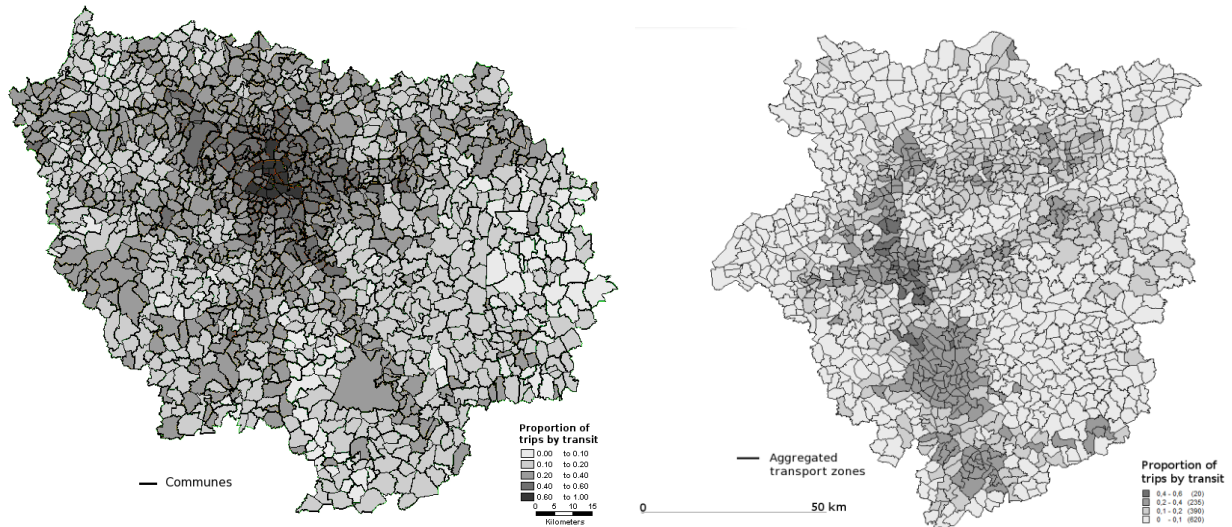 Communes
Proportion of
trips by transit
0.00 to 0.10
0.10 to 0.20
0.20 to 0.40
0.40 to 0.60
0.60 to 1.00
0 5 10 15
Kilometers
0 50 km
Aggregated
transport zones
Proportion of
trips by transit
0,4 - 0,6 (20)
0,2 - 0,4 (235)
0,1 - 0,2 (390)
0 - 0,1 (620)